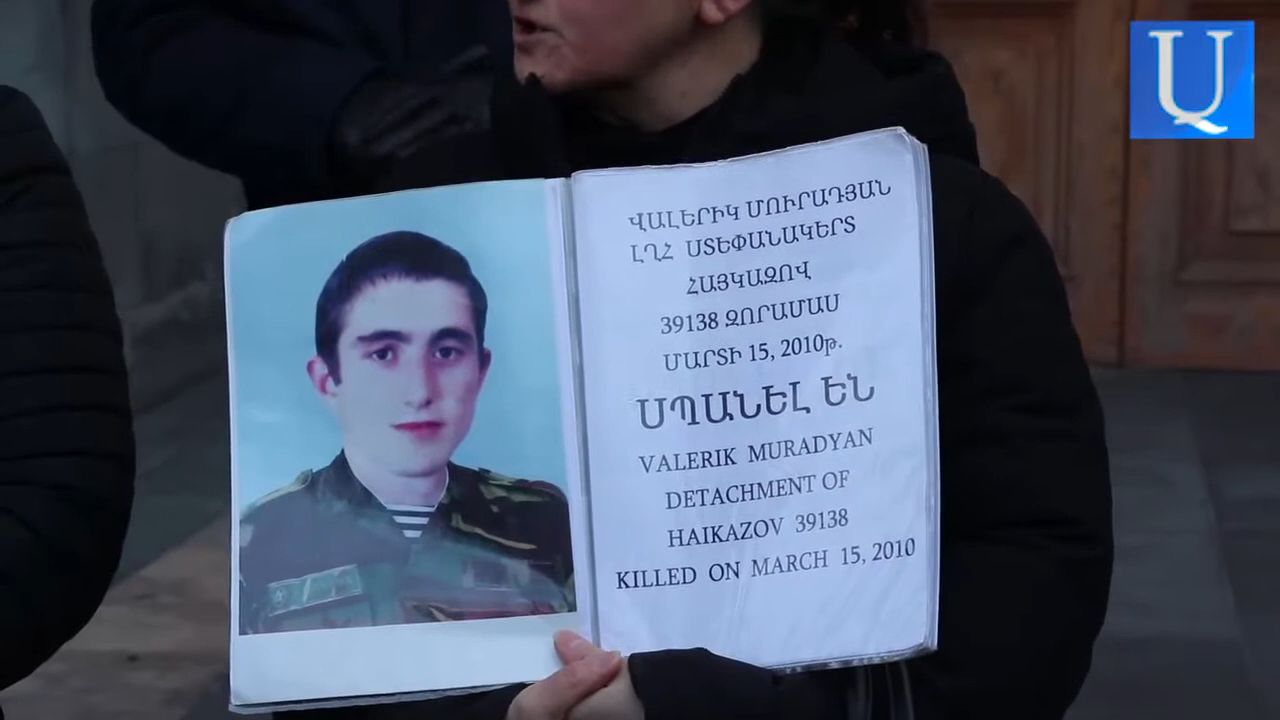 ՎԱԼԵՐԻԿ ՄՈՒՐԱԴՅԱՆ
ԼՂՀ ՍՏԵՓԱՆԱԿԵՐՏ
ՀԱՅԿԱԶՈՎ
39138 ԶՈՐԱՄԱՍ
ՄԱՐՏԻ 15, 2010թ.
ՍՊԱՆԵԼ ԵՆ
VALERIK MURADYAN
DETACHMENT OF
HAIKAZOV 39138
KILLED ON MARCH 15, 2010